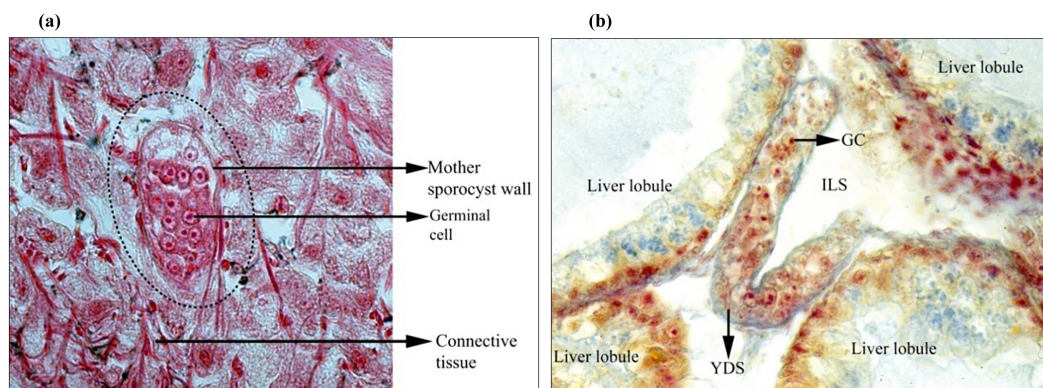 (a)
(b)
Mother
sporocyst wall
Germinal
cell
Connective
tissue
Liver lobule
Liver lobule
GC
ILS
YDS
Liver lobule
Liver lobule